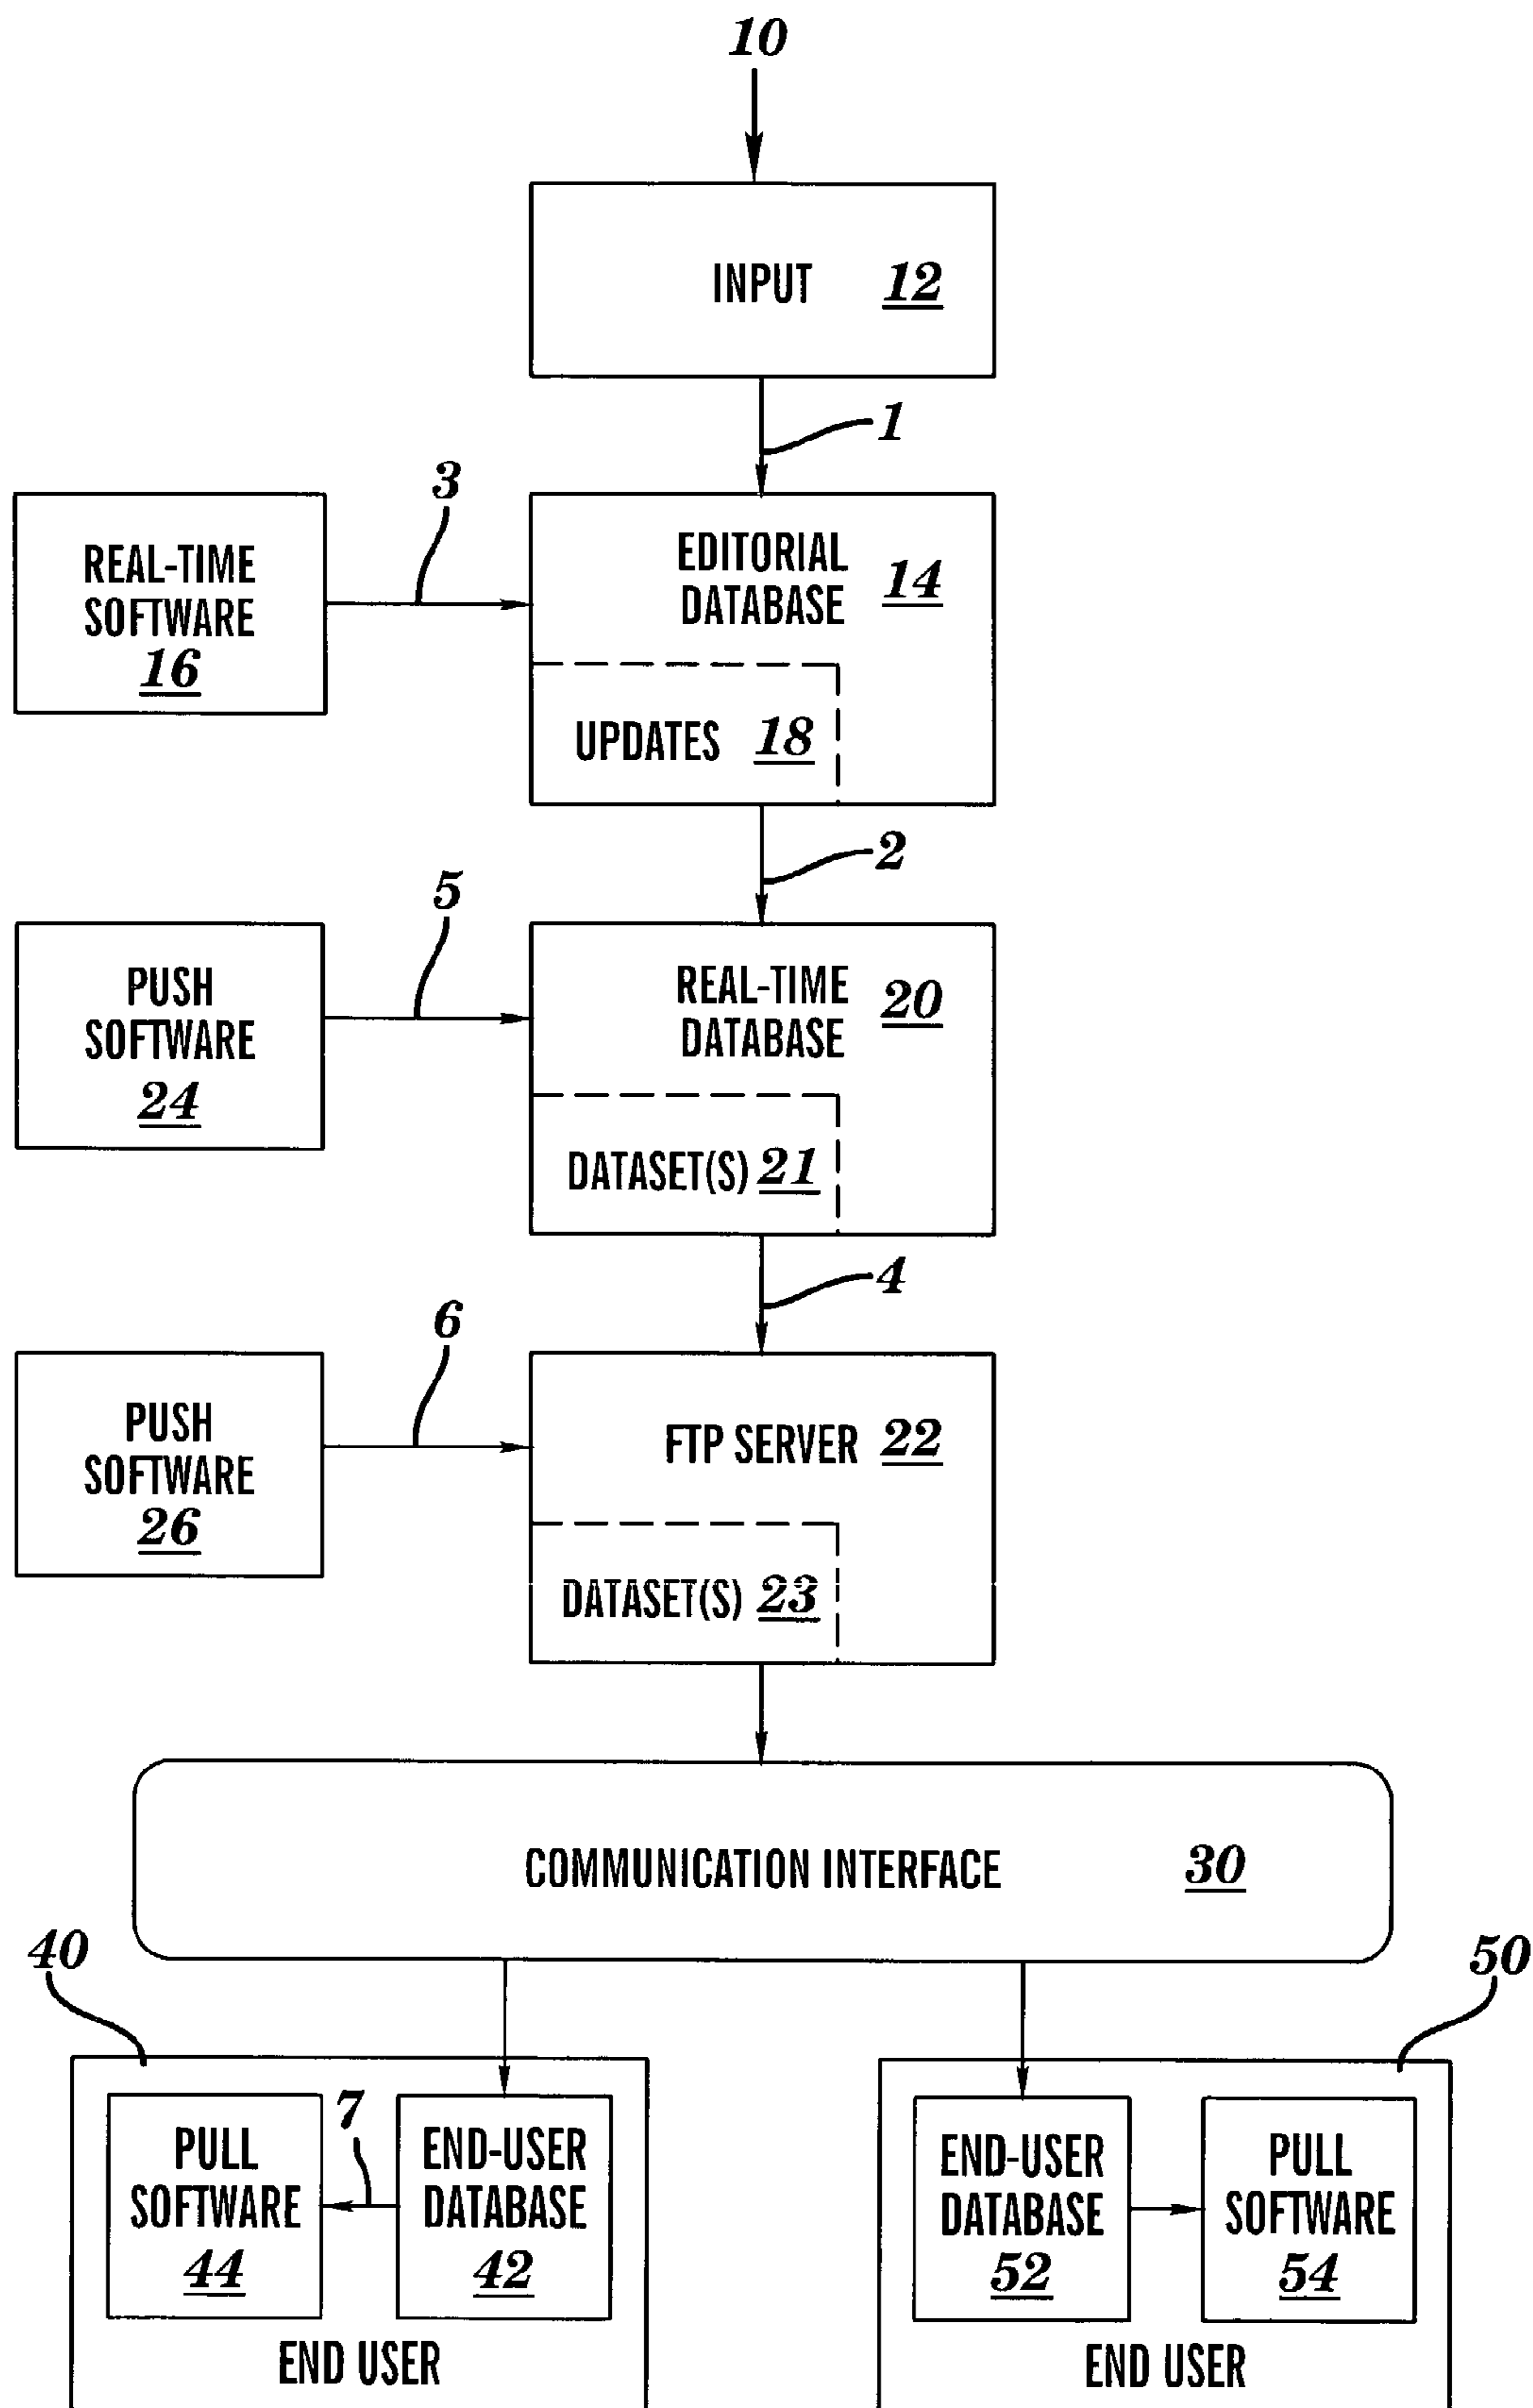 10
INPUT 12
1
3
REAL-TIME
SOFTWARE
16
EDITORIAL
DATABASE
14
UPDATES 18
2
5
PUSH
SOFTWARE
24
REAL-TIME
DATABASE
20
DATASET(S) 21
4
6
PUSH
SOFTWARE
26
FTP SERVER 22
DATASET(S) 23
COMMUNICATION INTERFACE 30
40
50
PULL
SOFTWARE
44
7
END-USER
DATABASE
42
END USER
END-USER
DATABASE
52
PULL
SOFTWARE
54
END USER